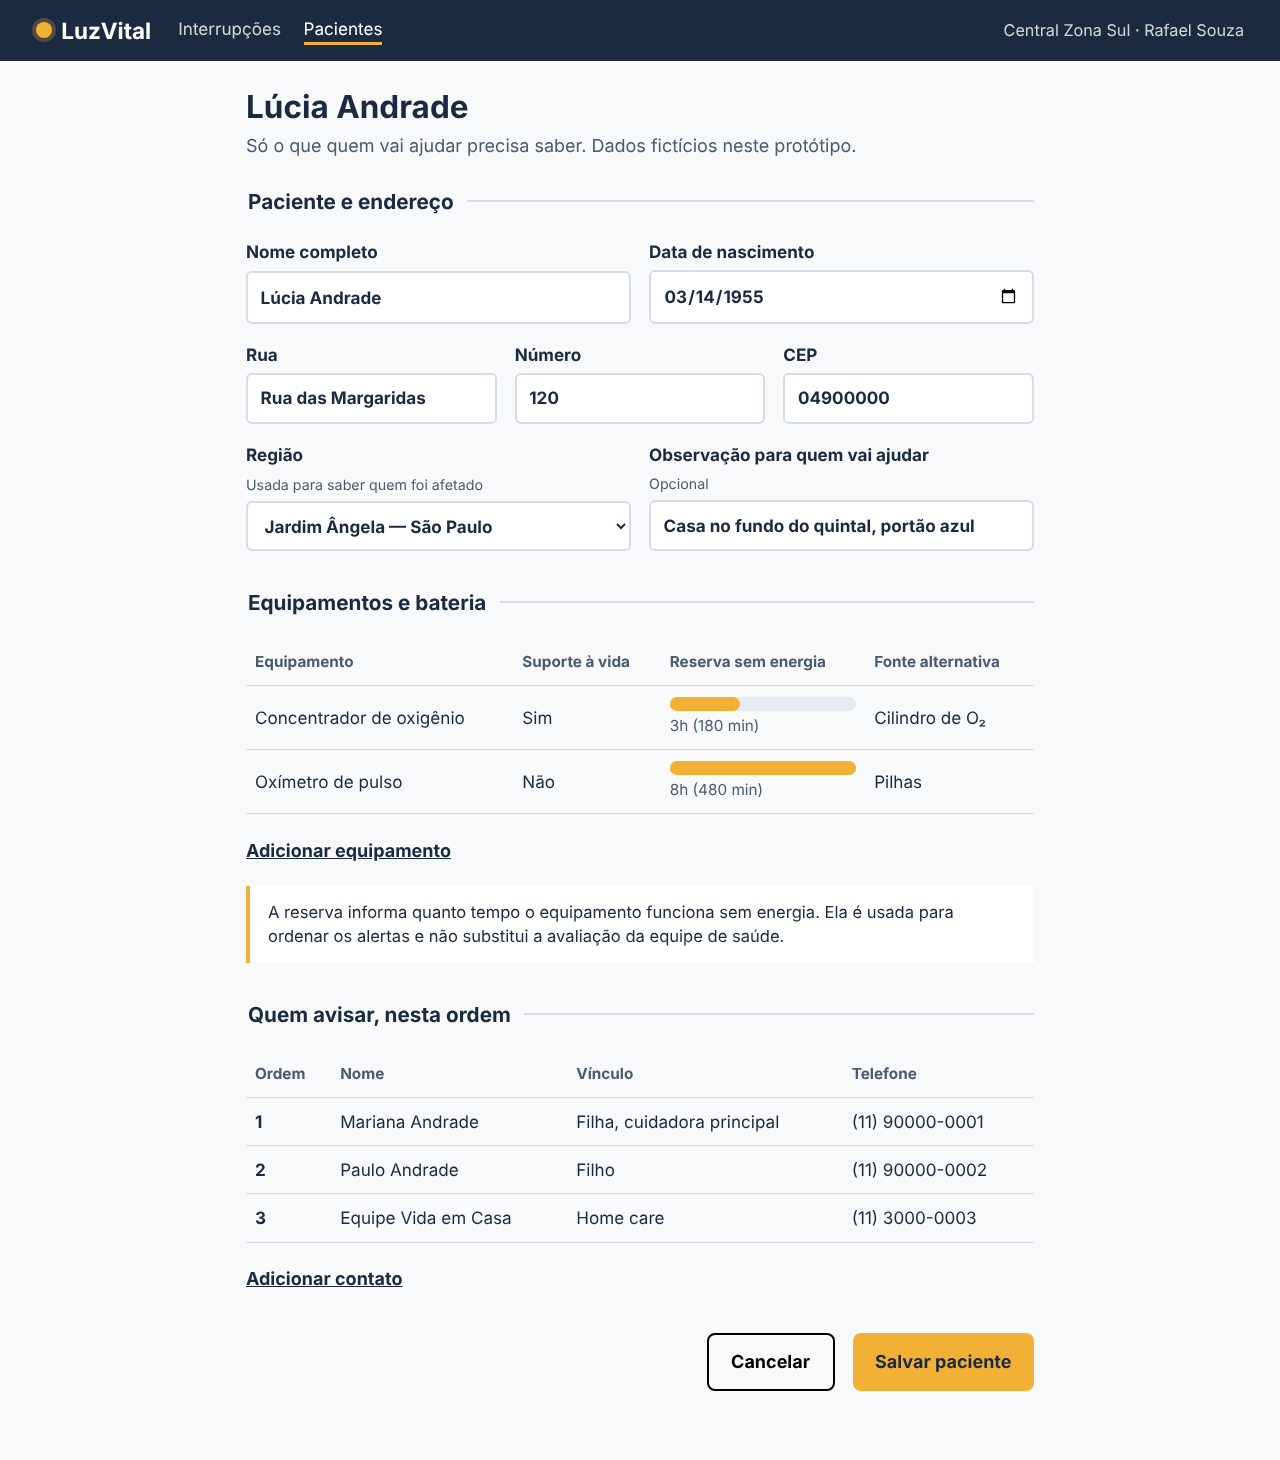 LuzVital Interrupções Pacientes Central Zona Sul · Rafael Souza
Lúcia Andrade
Só o que quem vai ajudar precisa saber. Dados fictícios neste protótipo.
Paciente e endereço
Nome completo Data de nascimento
Lúcia Andrade 03/14/1955
Rua Número CEP
Rua das Margaridas 120 04900000
Região Observação para quem vai ajudar
Usada para saber quem foi afetado Opcional
Jardim Ângela — São Paulo Casa no fundo do quintal, portão azul
Equipamentos e bateria
Equipamento Suporte à vida Reserva sem energia Fonte alternativa
Concentrador de oxigênio Sim 3h (180 min) Cilindro de O₂
Oxímetro de pulso Não 8h (480 min) Pilhas
Adicionar equipamento
A reserva informa quanto tempo o equipamento funciona sem energia. Ela é usada para
ordenar os alertas e não substitui a avaliação da equipe de saúde.
Quem avisar, nesta ordem
Ordem Nome Vínculo Telefone
1 Mariana Andrade Filha, cuidadora principal (11) 90000-0001
2 Paulo Andrade Filho (11) 90000-0002
3 Equipe Vida em Casa Home care (11) 3000-0003
Adicionar contato
Cancelar Salvar paciente